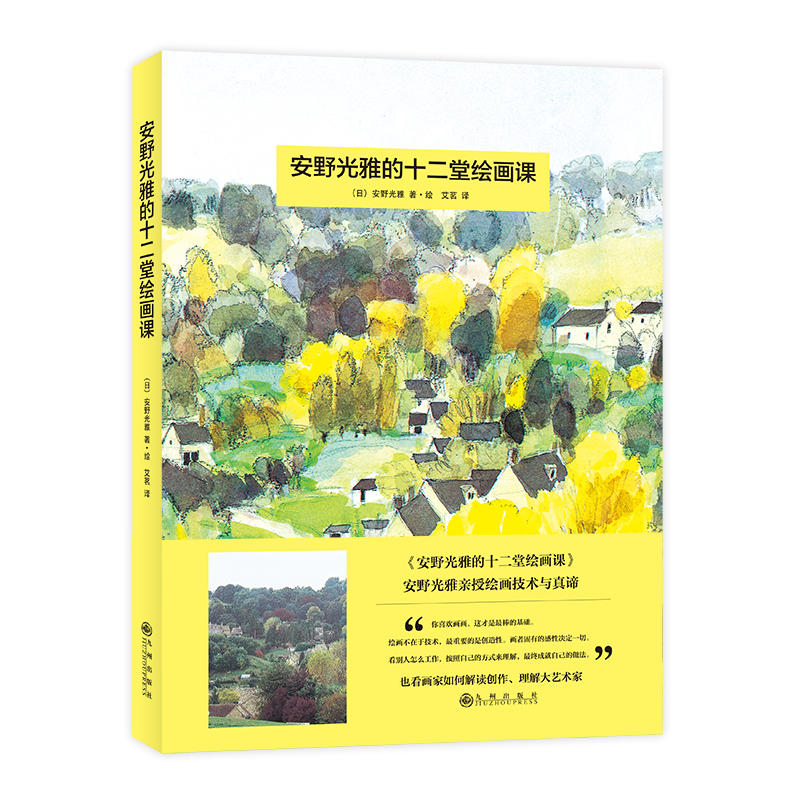 安野光雅的十二堂绘画课
（日）安野光雅 著·绘 艾茗 译
安野光雅的十二堂绘画课
（日）安野光雅 著·绘 艾茗 译
《安野光雅的十二堂绘画课》
安野光雅亲授绘画技术与真谛
“你喜欢画画，这才是最棒的基础。
绘画不在于技术，最重要的是创造性。画者固有的感性决定一切。
看别人怎么工作，按照自己的方式来理解，最终成就自己的做法。”
也看画家如何解读创作、理解大艺术家
九州出版社
JIUZHOUPRESS
九州出版社
JIUZHOUPRESS